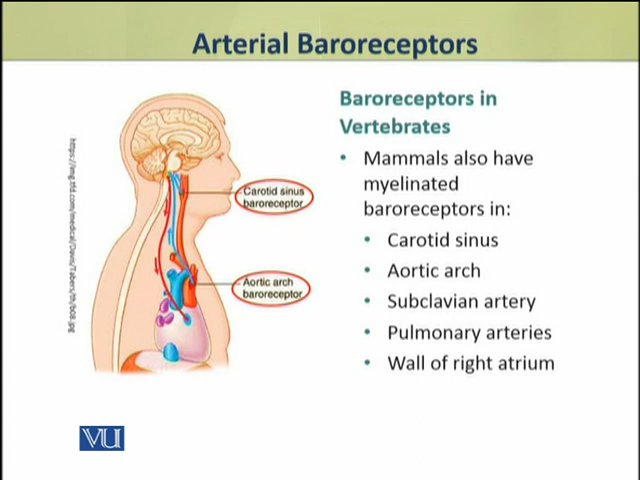 Arterial Baroreceptors
Baroreceptors in
Vertebrates
• Mammals also have
myelinated
baroreceptors in:
• Carotid sinus
• Aortic arch
• Subclavian artery
• Pulmonary arteries
• Wall of right atrium
Carotid sinus
baroreceptor
Aortic arch
baroreceptor
VU